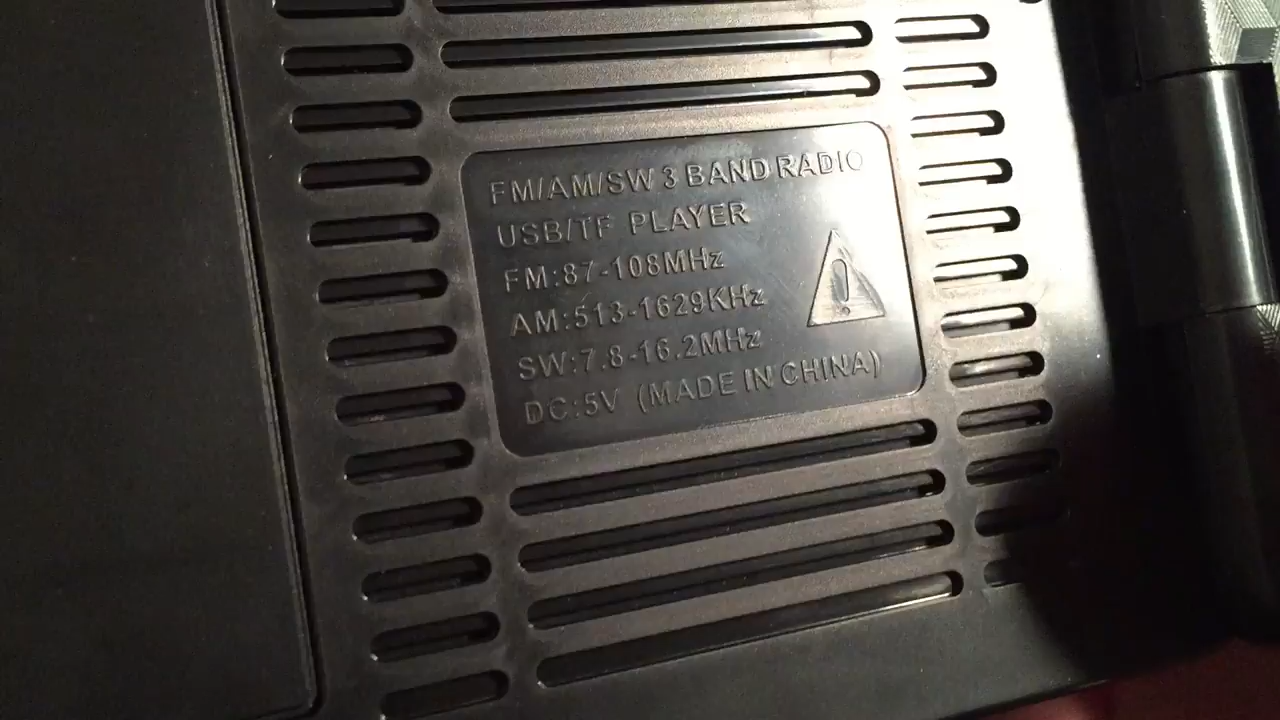 FM/AM/SW 3 BAND RADIO
USB/TF PLAYER
FM:87-108MHz
AM:513-1629KHz
SW:7.8-16.2MHz
DC:5V (MADE IN CHINA)